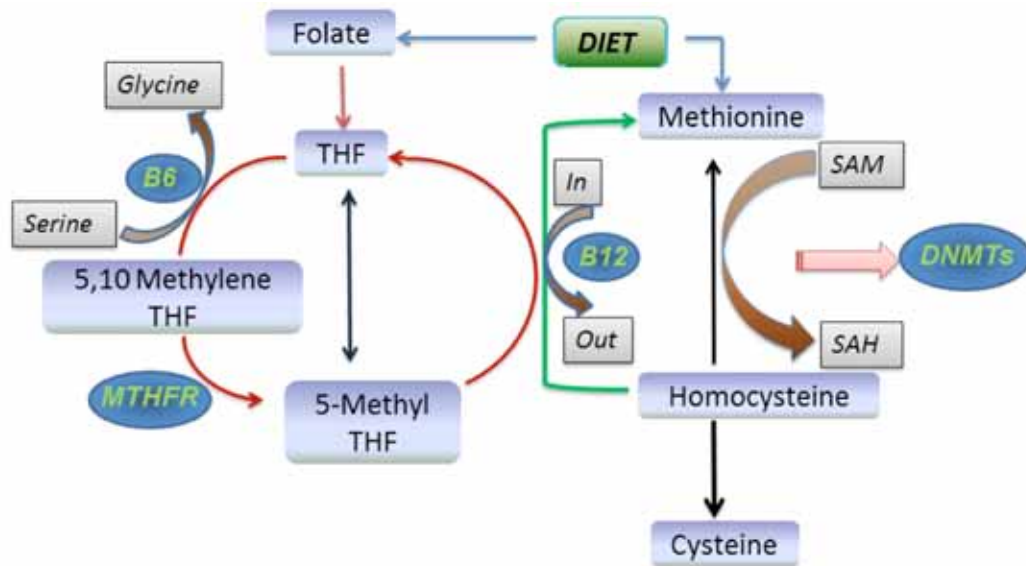 Folate
DIET
Glycine
Methionine
THF
B6
In
SAM
Serine
B12
DNMTs
5,10 Methylene
THF
Out
SAH
MTHFR
5-Methyl
THF
Homocysteine
Cysteine